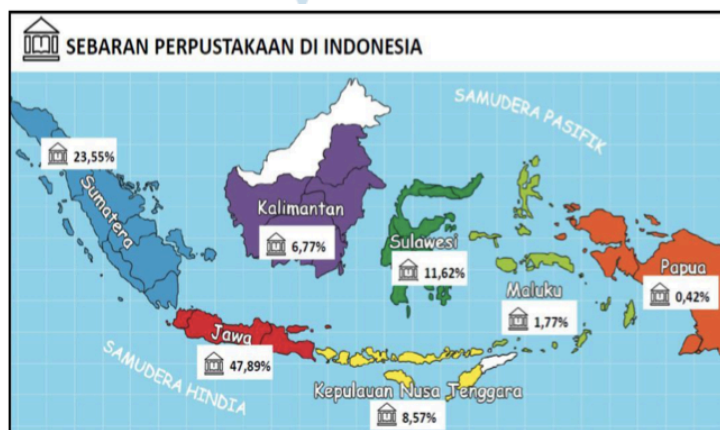 SEBARAN PERPUSTAKAAN DI INDONESIA
SAMUDERA PASIFIK
23,55%
Sumatera
Kalimantan
6,77%
Sulawesi
11,62%
Papua
0,42%
Maluku
1,77%
Jawa
47,89%
SAMUDERA HINDIA
Kepulauan Nusa Tenggara
8,57%